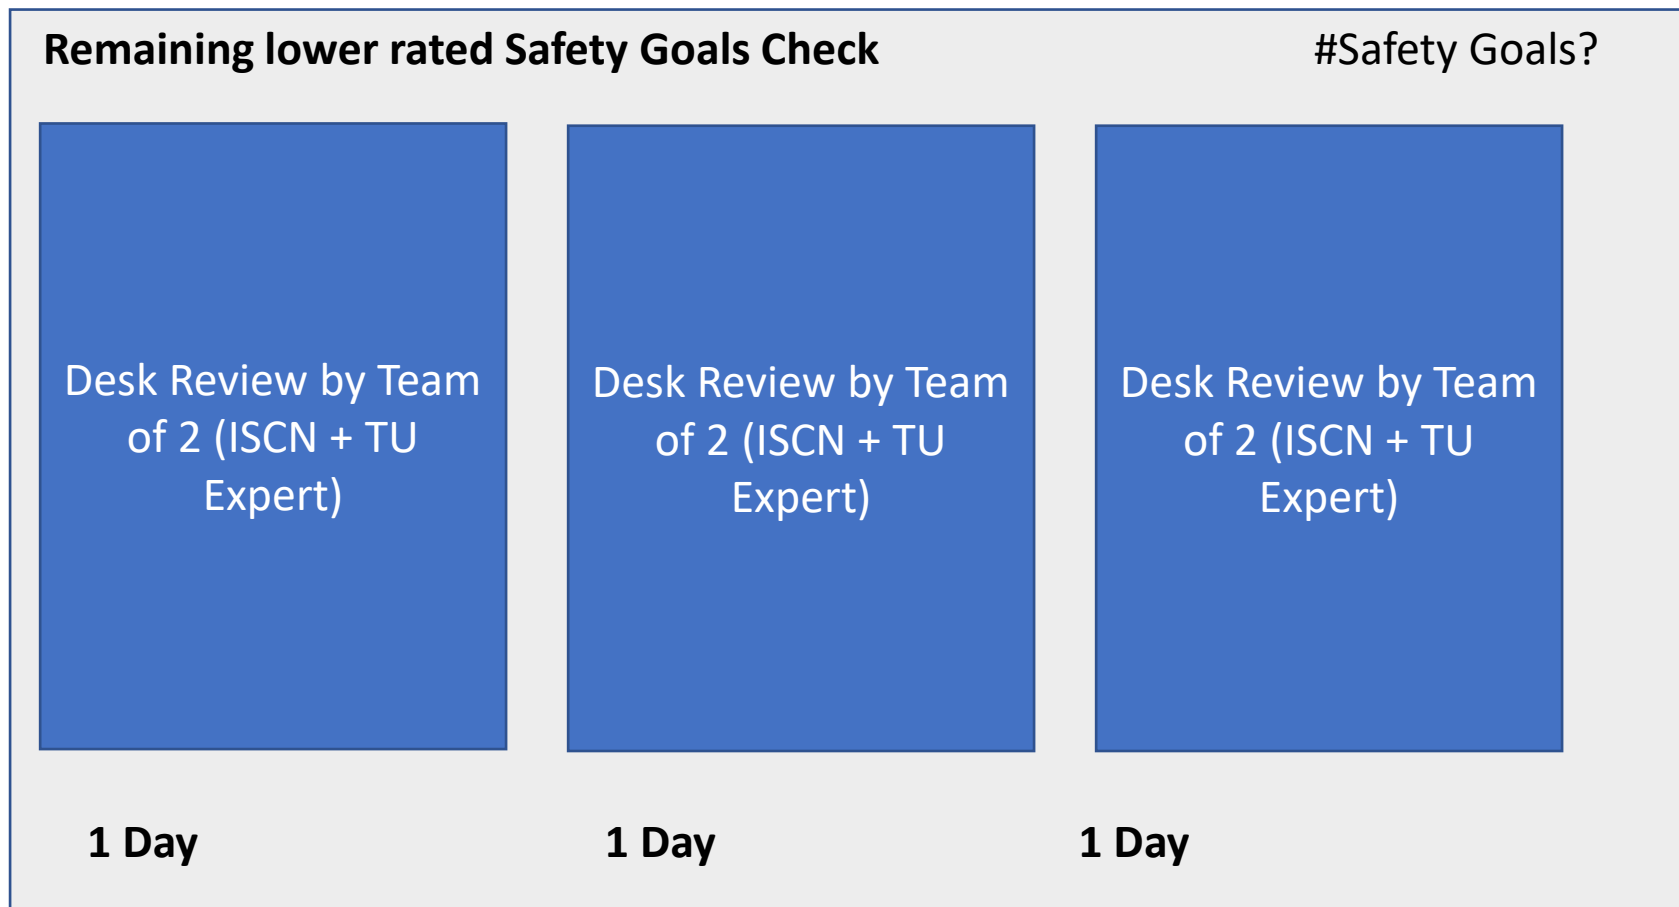 Remaining lower rated Safety Goals Check
#Safety Goals?
Desk Review by Team
of 2 (ISCN + TU
Expert)
Desk Review by Team
of 2 (ISCN + TU
Expert)
Desk Review by Team
of 2 (ISCN + TU
Expert)
1 Day
1 Day
1 Day